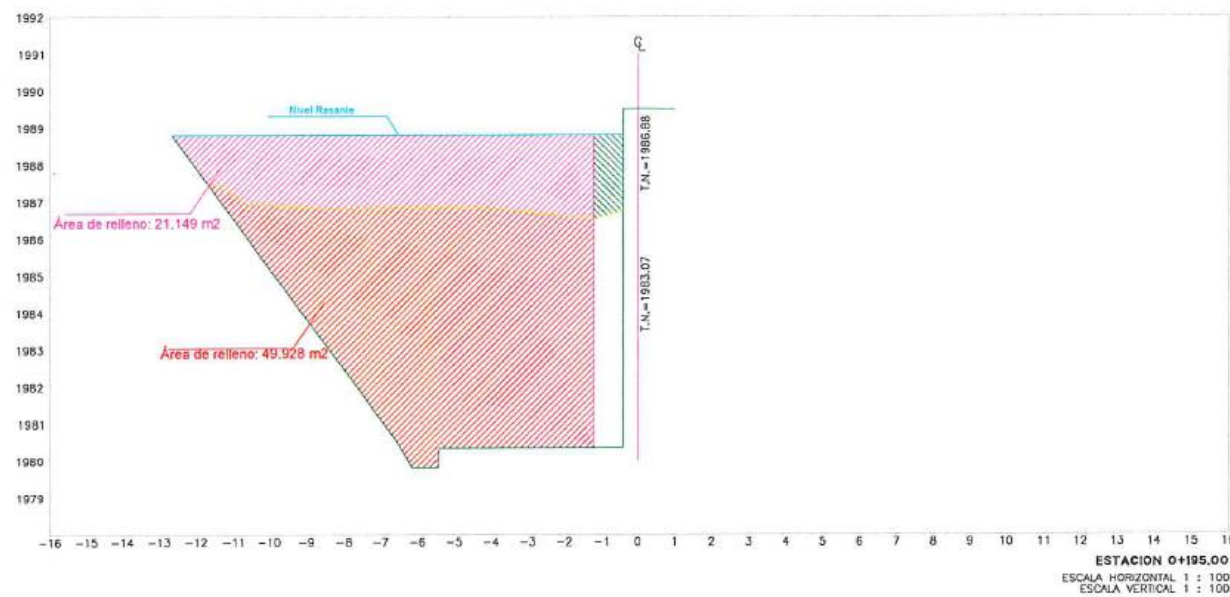 1992
1991
1990
1989
1988
1987
1986
1985
1984
1983
1982
1981
1980
1979
Nivel Rasante
T.N.=1986.88
Área de relleno: 21.149 m2
T.N.=1983.07
Área de relleno: 49.928 m2
-16 -15 -14 -13 -12 -11 -10 -9 -8 -7 -6 -5 -4 -3 -2 -1 0 1 2 3 4 5 6 7 8 9 10 11 12 13 14 15
ESTACION 0+195.00
ESCALA HORIZONTAL 1 : 100
ESCALA VERTICAL 1 : 100